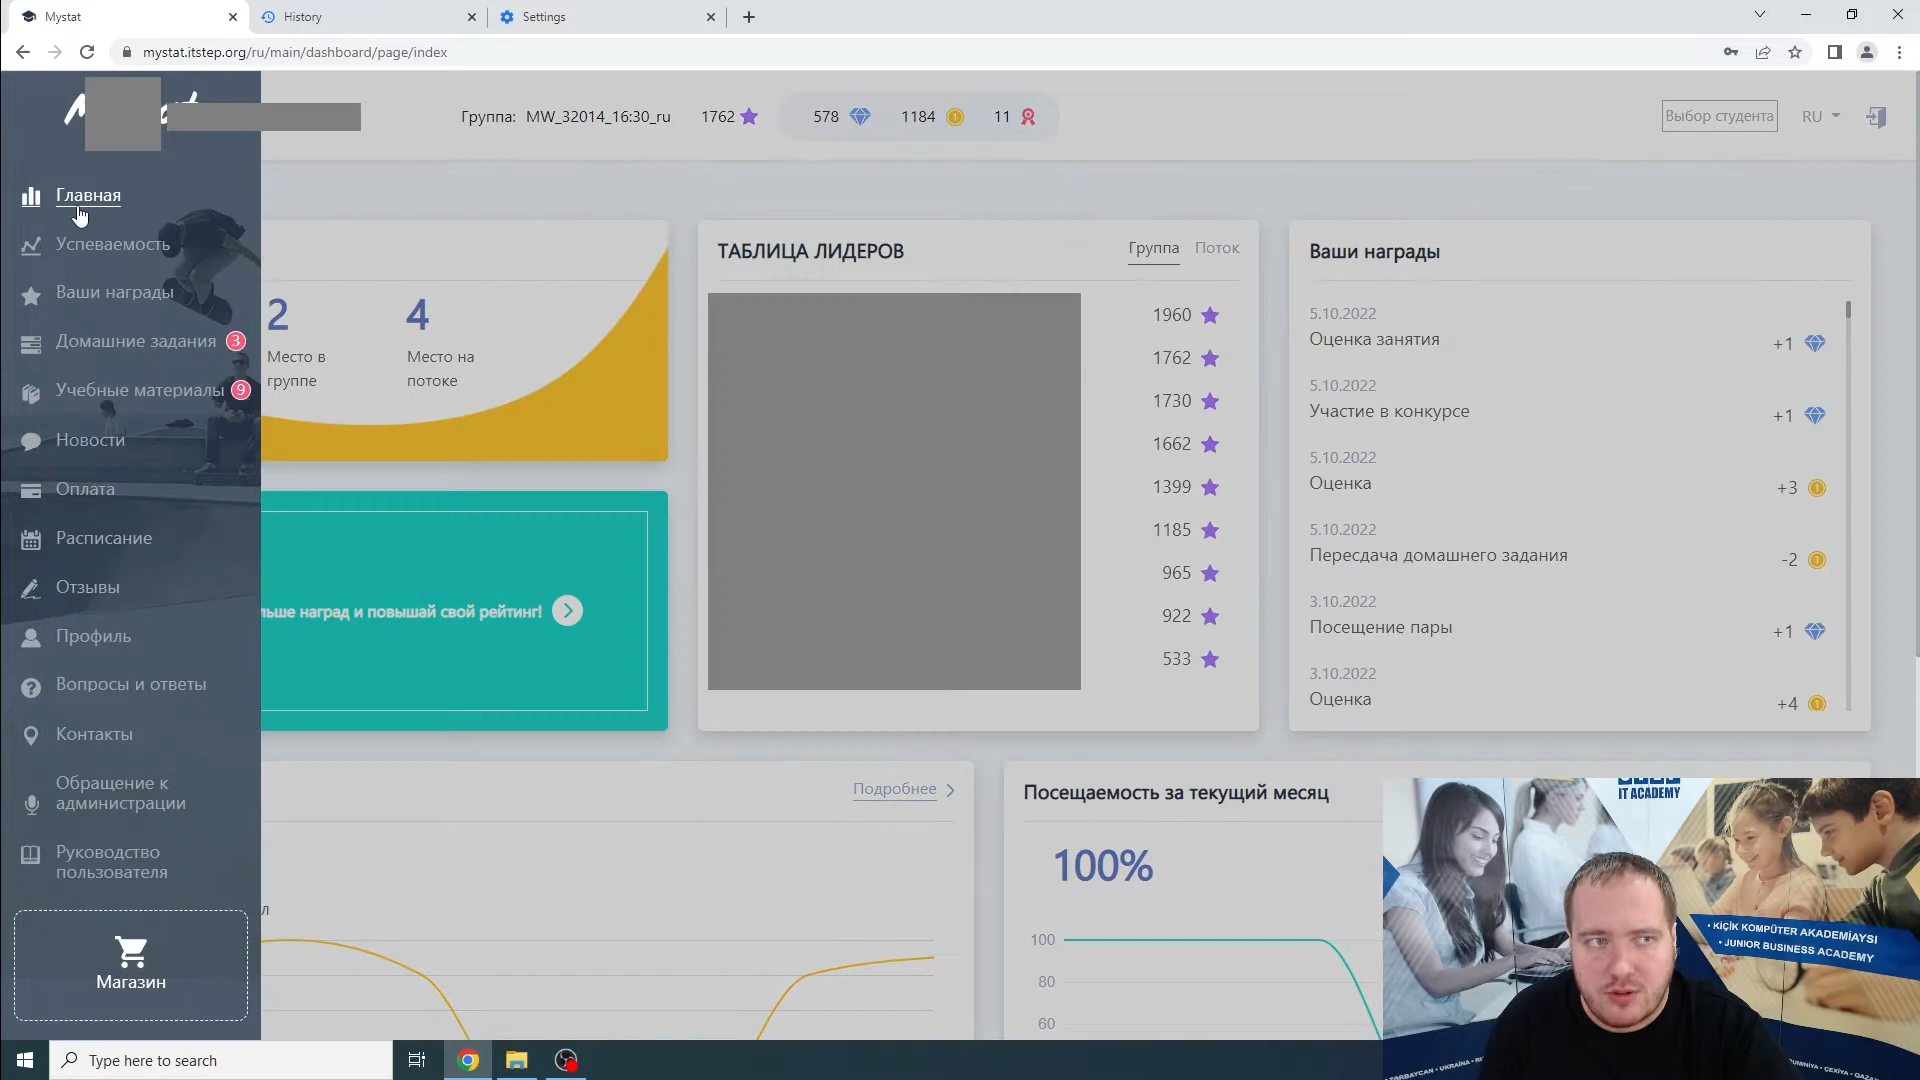 Mystat
History
Settings
mystat.itstep.org/ru/main/dashboard/page/index
Группа: MW_32014_16:30_ru
1762
578
1184
11
Выбор студента
RU
Главная
Успеваемость
Ваши награды
Домашние задания 3
Учебные материалы 9
Новости
Оплата
Расписание
Отзывы
Профиль
Вопросы и ответы
Контакты
Обращение к
администрации
Руководство
пользователя
Магазин
2
Место в
группе
4
Место на
потоке
льше наград и повышай свой рейтинг!
ТАБЛИЦА ЛИДЕРОВ
Группа
Поток
1960
1762
1730
1662
1399
1185
965
922
533
Ваши награды
5.10.2022
Оценка занятия
+1
5.10.2022
Участие в конкурсе
+1
5.10.2022
Оценка
+3
5.10.2022
Пересдача домашнего задания
-2
3.10.2022
Посещение пары
+1
3.10.2022
Оценка
+4
Подробнее
л
Посещаемость за текущий месяц
100%
100
80
60
IT ACADEMY
• KİÇİK KOMPÜTER AKADEMİAYSI
• JUNIOR BUSINESS ACADEMY
Type here to search